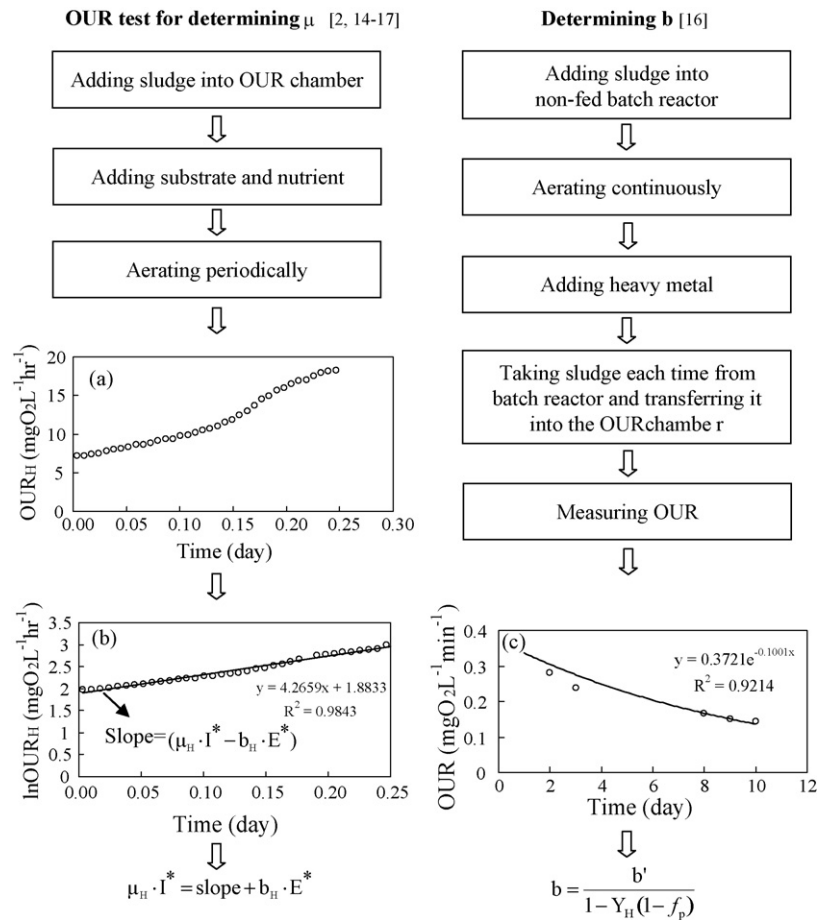 OUR test for determining μ [2, 14-17]
Adding sludge into OUR chamber
Adding substrate and nutrient
Aerating periodically
(a)
OURH (mgO2L-1hr-1)
20
15
10
5
0
0.00 0.05 0.10 0.15 0.20 0.25 0.30
Time (day)
(b)
lnOURH (mgO2L-1hr-1)
3.5
3
2.5
2
1.5
1
0.5
0
y = 4.2659x + 1.8833
R2 = 0.9843
Slope=(μH·I*−bH·E*)
0.00 0.05 0.10 0.15 0.20 0.25
Time (day)
μH·I*=slope+bH·E*
Determining b [16]
Adding sludge into
non-fed batch reactor
Aerating continuously
Adding heavy metal
Taking sludge each time from
batch reactor and transferring it
into the OURchambe r
Measuring OUR
(c)
OUR (mgO2L-1min-1)
0.4
0.3
0.2
0.1
0
y = 0.3721e-0.1001x
R2 = 0.9214
0 2 4 6 8 10 12
Time (day)
b = b'
1−YH(1−fp)